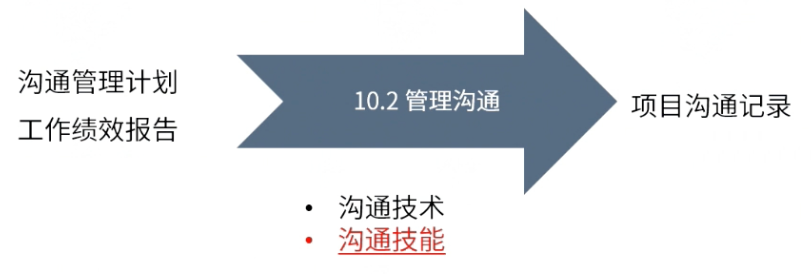 沟通管理计划
工作绩效报告
10.2 管理沟通
项目沟通记录
• 沟通技术
• 沟通技能